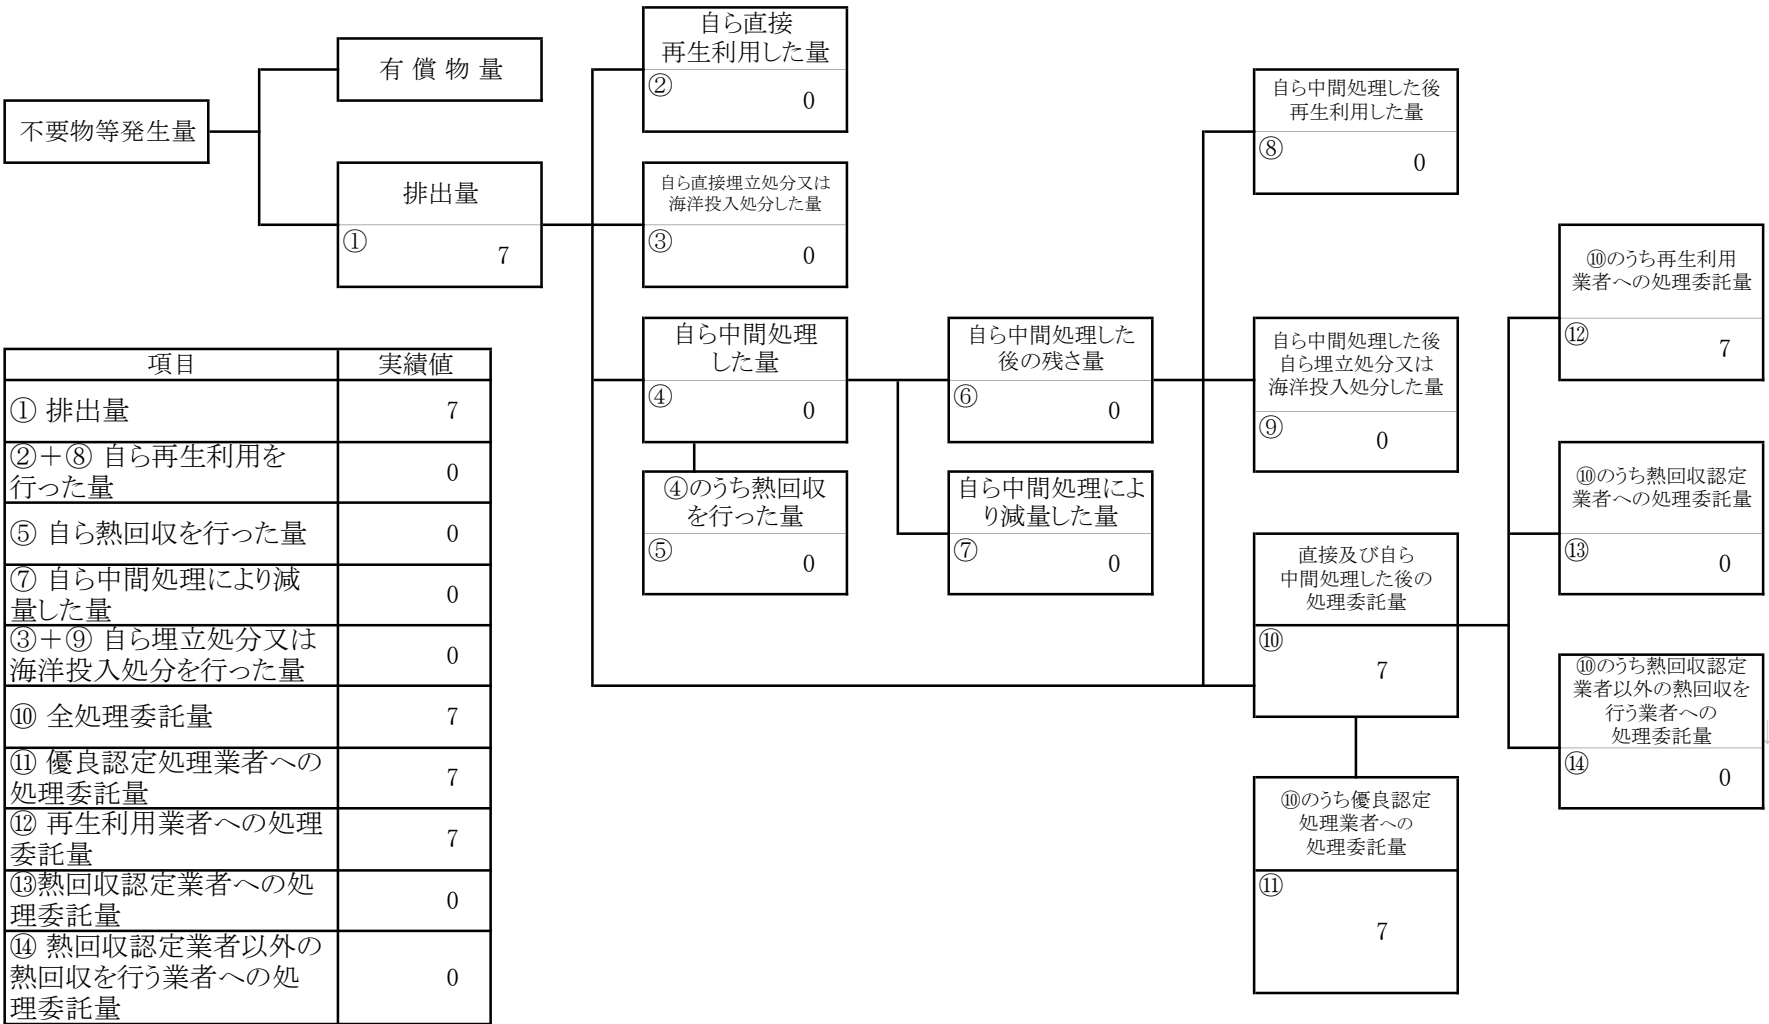 不要物等発生量
有 償 物 量
排出量
①
7
自ら直接
再生利用した量
②
0
自ら直接埋立処分又は
海洋投入処分した量
③
0
自ら中間処理
した量
④
0
④のうち熱回収
を行った量
⑤
0
自ら中間処理した
後の残さ量
⑥
0
自ら中間処理によ
り減量した量
⑦
0
自ら中間処理した後
再生利用した量
⑧
0
自ら中間処理した後
自ら埋立処分又は
海洋投入処分した量
⑨
0
直接及び自ら
中間処理した後の
処理委託量
⑩
7
⑩のうち優良認定
処理業者への
処理委託量
⑪
7
⑩のうち再生利用
業者への処理委託量
⑫
7
⑩のうち熱回収認定
業者への処理委託量
⑬
0
⑩のうち熱回収認定
業者以外の熱回収を
行う業者への
処理委託量
⑭
0
項目 実績値
① 排出量 7
②＋⑧ 自ら再生利用を
行った量 0
⑤ 自ら熱回収を行った量 0
⑦ 自ら中間処理により減
量した量 0
③＋⑨ 自ら埋立処分又は
海洋投入処分を行った量 0
⑩ 全処理委託量 7
⑪ 優良認定処理業者への
処理委託量 7
⑫ 再生利用業者への処理
委託量 7
⑬熱回収認定業者への処
理委託量 0
⑭ 熱回収認定業者以外の
熱回収を行う業者への処
理委託量 0